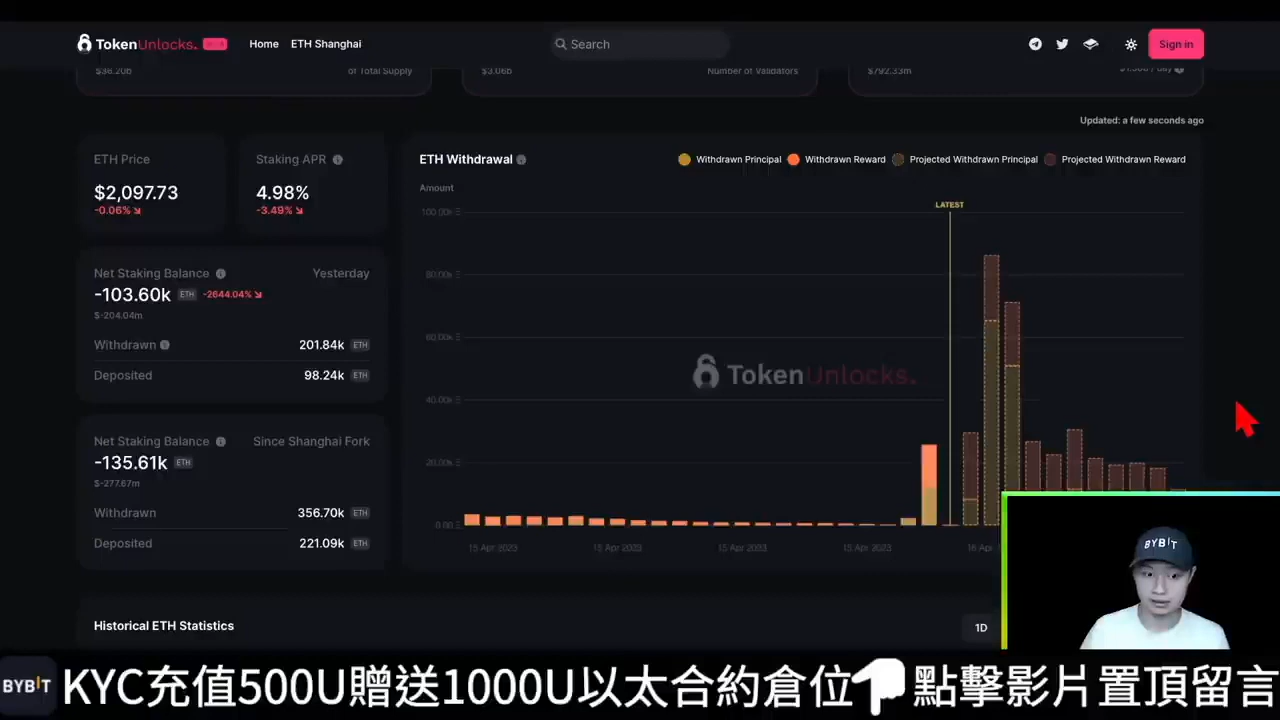 TokenUnlocks.
Home
ETH Shanghai
Search
Sign in
$36.20b
of Total Supply
$3.06b
Number of Validators
$792.33m
Updated: a few seconds ago
ETH Price
$2,097.73
-0.06%
Staking APR
4.98%
-3.49%
Net Staking Balance
Yesterday
-103.60k ETH -2644.04%
$-204.04m
Withdrawn
201.84k ETH
Deposited
98.24k ETH
Net Staking Balance
Since Shanghai Fork
-135.61k ETH
$-277.67m
Withdrawn
356.70k ETH
Deposited
221.09k ETH
ETH Withdrawal
Withdrawn Principal
Withdrawn Reward
Projected Withdrawn Principal
Projected Withdrawn Reward
Amount
LATEST
100.00k
80.00k
60.00k
40.00k
20.00k
0.00
TokenUnlocks.
15 Apr 2023
15 Apr 2023
15 Apr 2023
15 Apr 2023
16 Apr
Historical ETH Statistics
1D
BYBIT
BYBIT
KYC充值500U贈送1000U以太合約倉位
點擊影片置頂留言